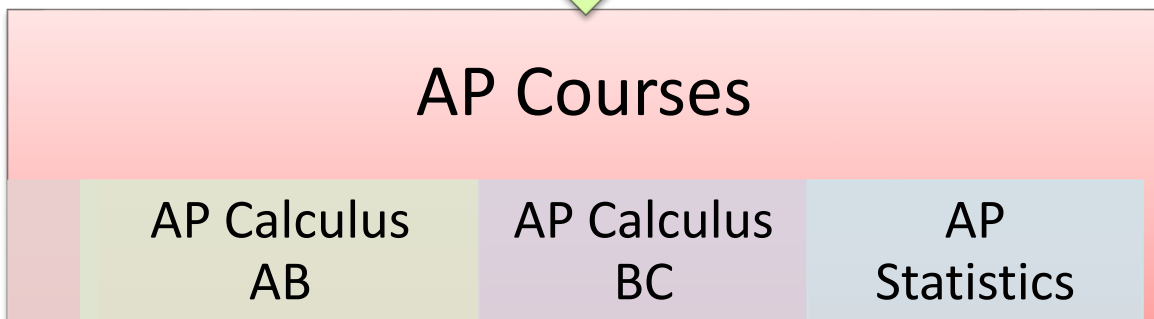 AP Courses
AP Calculus
AB
AP Calculus
BC
AP
Statistics